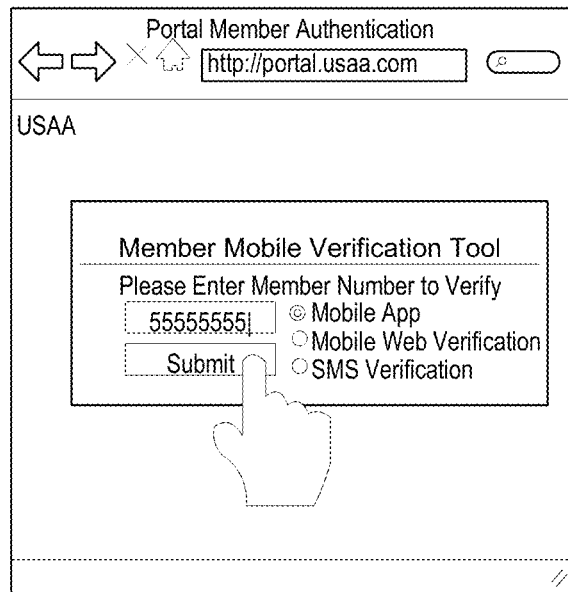 Portal Member Authentication
http://portal.usaa.com
USAA
Member Mobile Verification Tool
Please Enter Member Number to Verify
55555555
Mobile App
Mobile Web Verification
Submit
SMS Verification